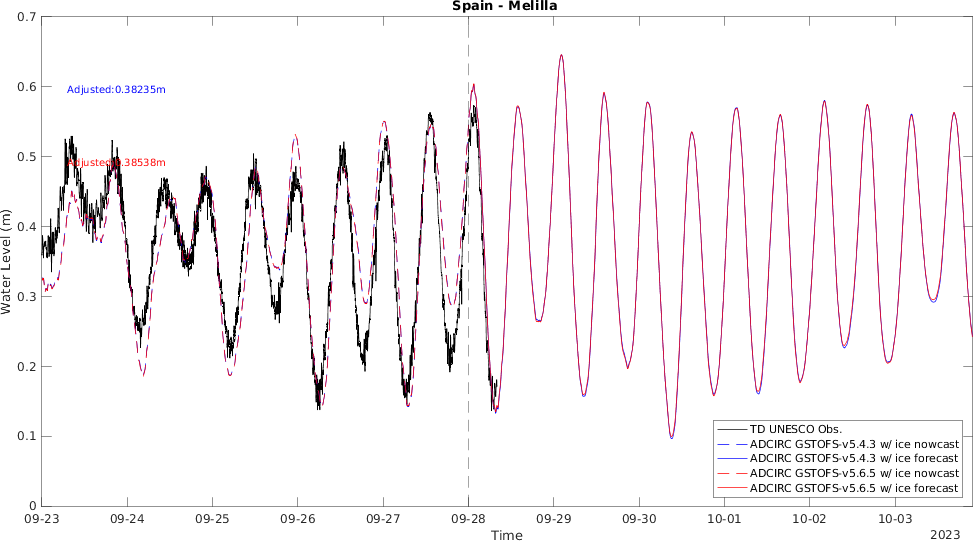 Spain - Melilla
0.7
0.6
0.5
0.4
0.3
0.2
0.1
0
Water Level (m)
Adjusted:0.38235m
Adjusted:0.38538m
TD UNESCO Obs.
ADCIRC GSTOFS-v5.4.3 w/ ice nowcast
ADCIRC GSTOFS-v5.4.3 w/ ice forecast
ADCIRC GSTOFS-v5.6.5 w/ ice nowcast
ADCIRC GSTOFS-v5.6.5 w/ ice forecast
09-23 09-24 09-25 09-26 09-27 09-28 09-29 09-30 10-01 10-02 10-03
Time
2023